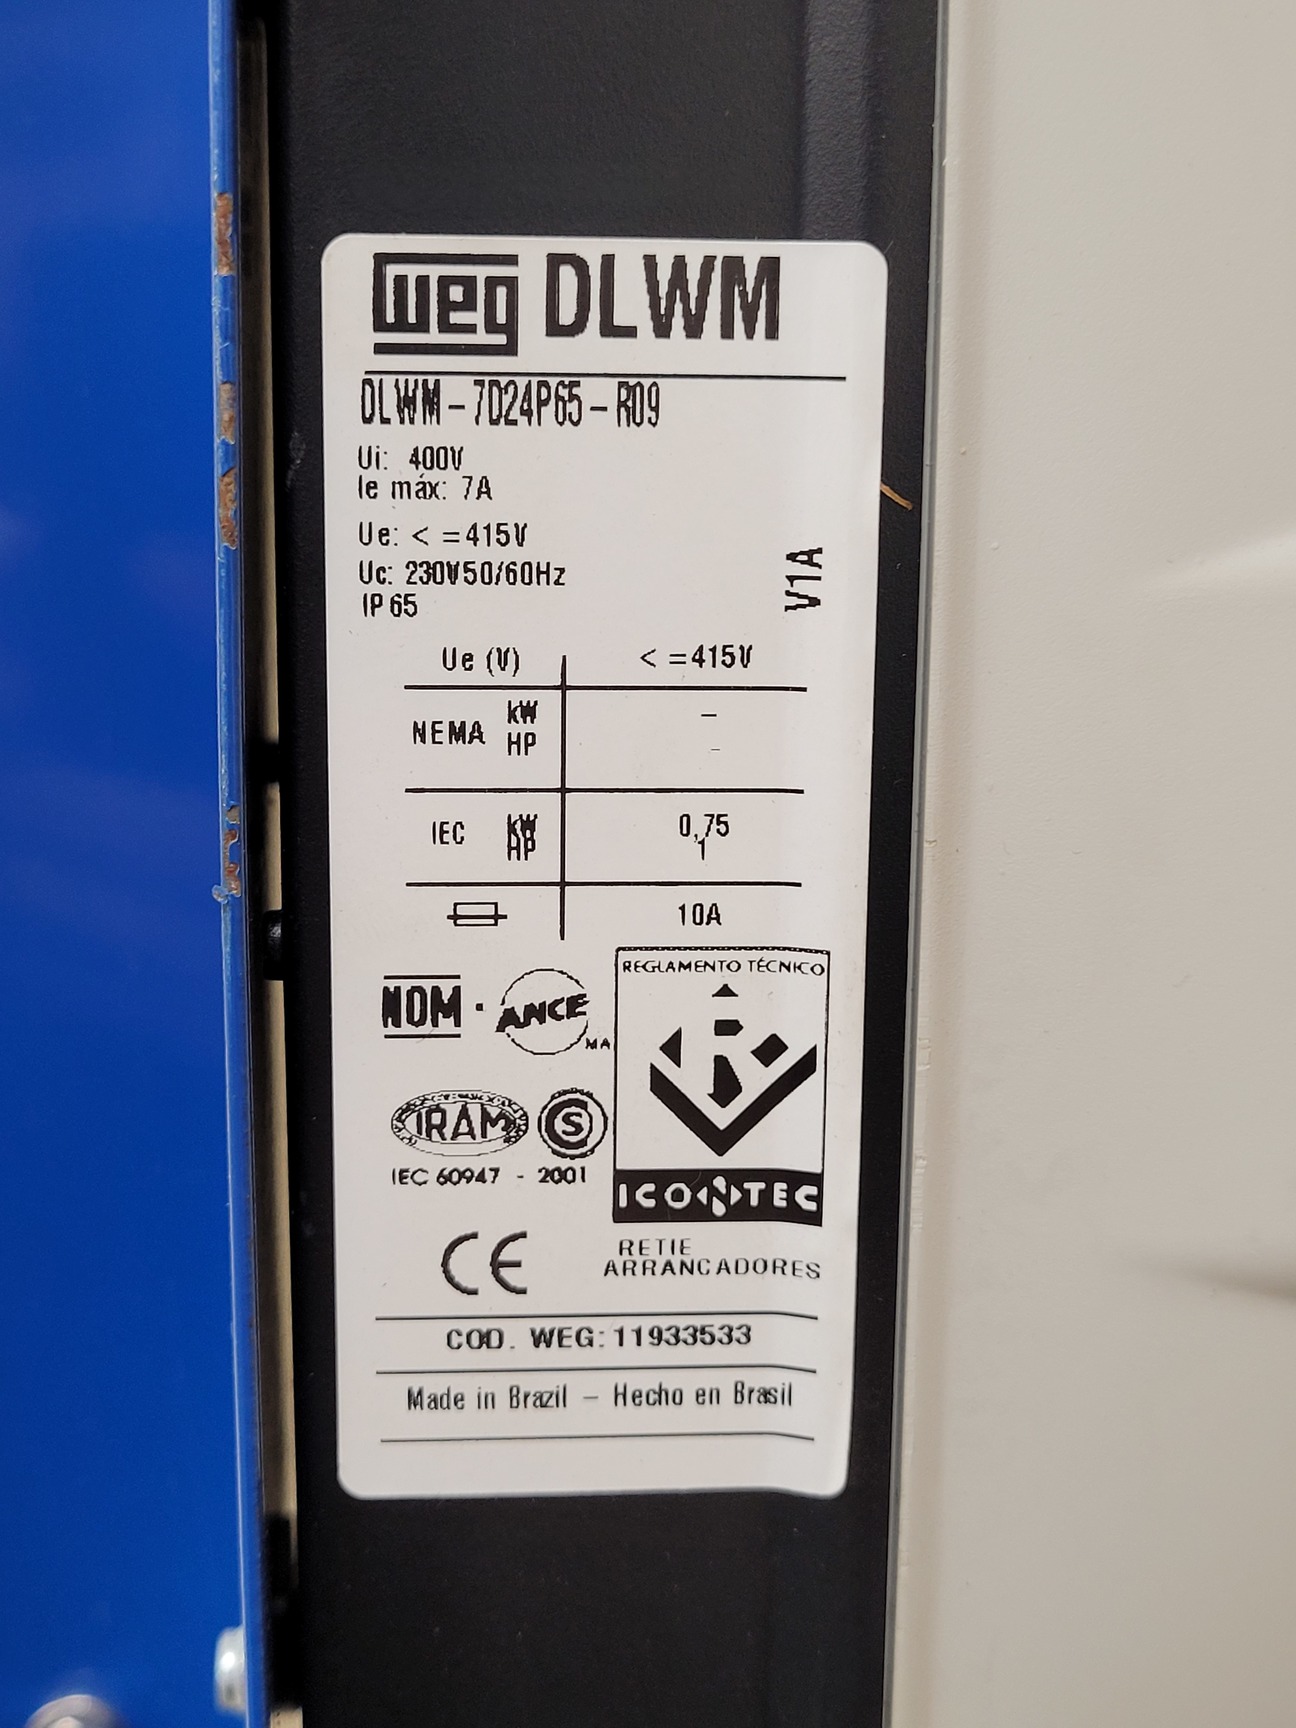 weg DLWM
DLWM-7D24P65-R09
Ui: 400V
Ie máx: 7A
Ue: < =415V
Uc: 230V50/60Hz
IP65
V1A
Ue (V) < =415V
NEMA kW –
HP –
IEC kW 0,75
HP 1
10A
NOM · ANCE
MA
REGLAMENTO TÉCNICO
R
IRAM S
IEC 60947 - 2001
ICONTEC
CE
RETIE
ARRANCADORES
COD. WEG: 11933533
Made in Brazil – Hecho en Brasil